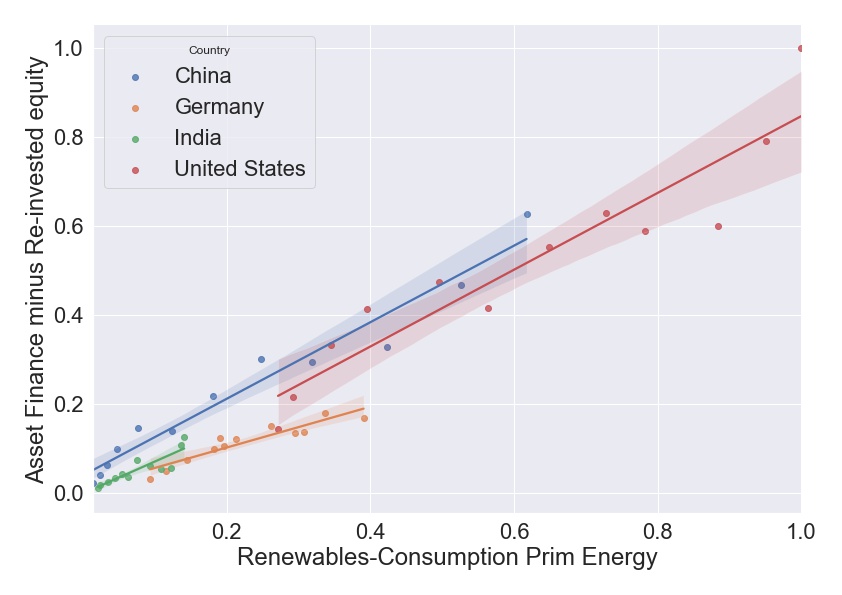 Country
China
Germany
India
United States
Asset Finance minus Re-invested equity
1.0
0.8
0.6
0.4
0.2
0.0
0.2 0.4 0.6 0.8 1.0
Renewables-Consumption Prim Energy